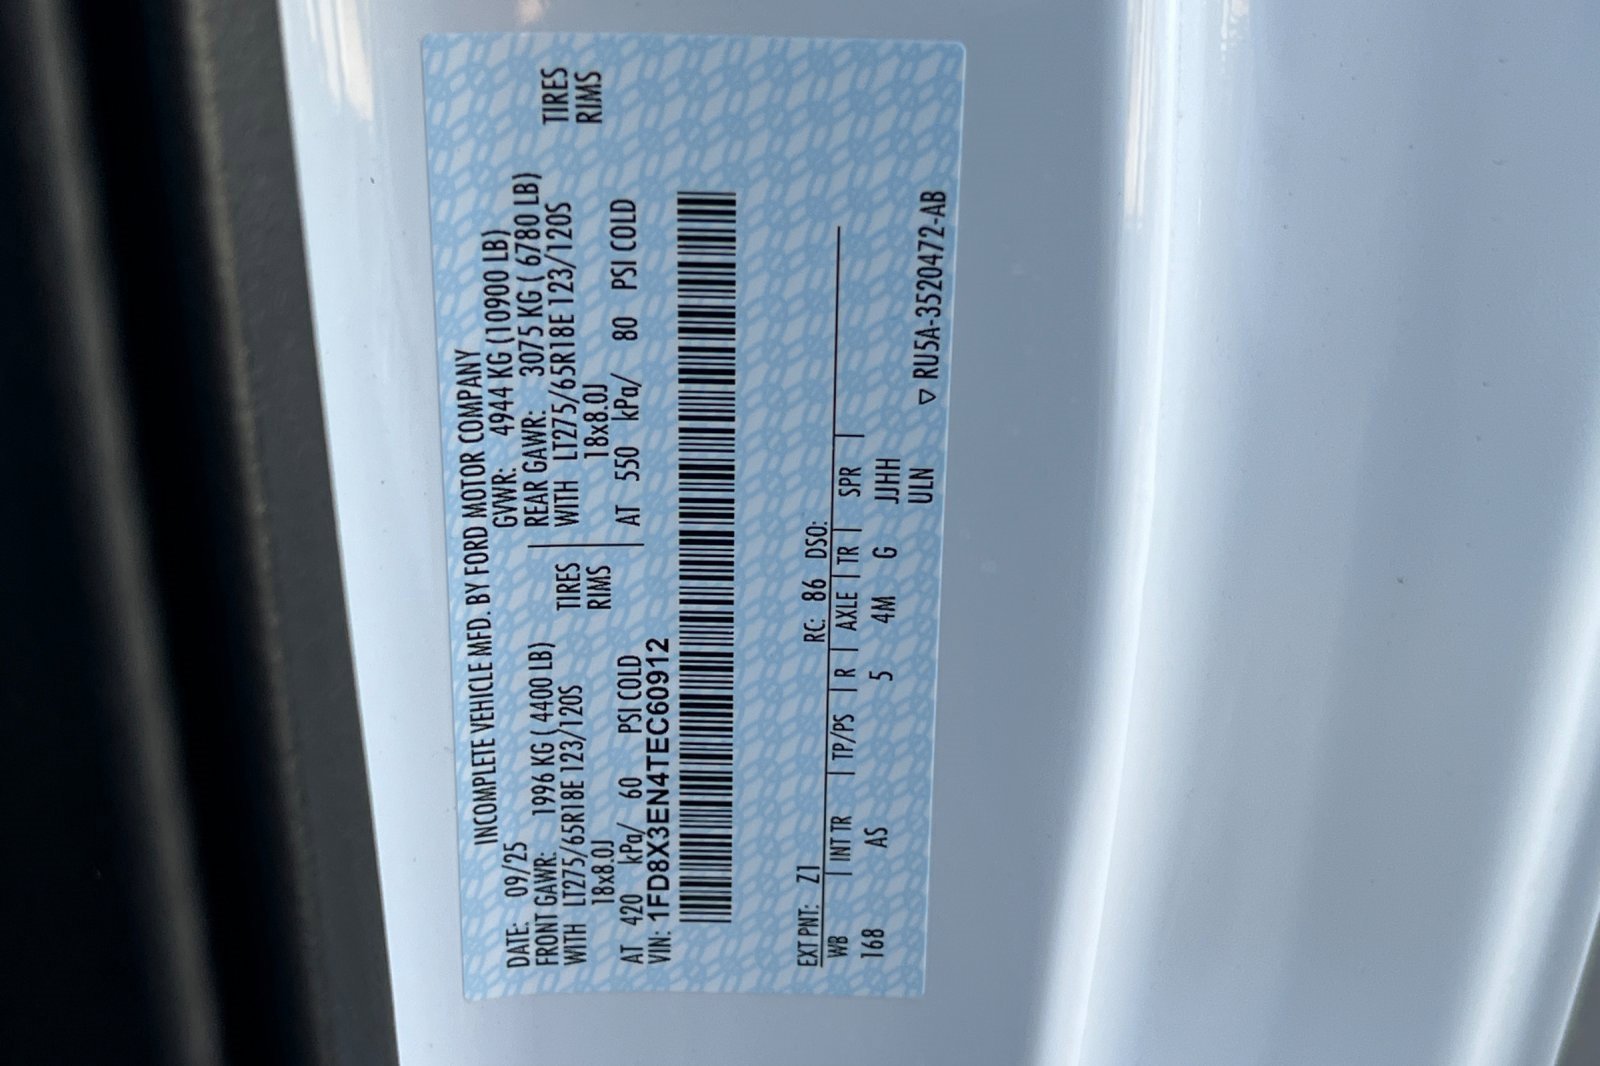 INCOMPLETE VEHICLE MFD. BY FORD MOTOR COMPANY
DATE: 09/25 GVWR: 4944 KG (10900 LB)
FRONT GAWR: 1996 KG ( 4400 LB) REAR GAWR: 3075 KG ( 6780 LB)
WITH LT275/65R18E 123/120S TIRES WITH LT275/65R18E 123/120S TIRES
18x8.0J RIMS 18x8.0J RIMS
AT 420 kPa/ 60 PSI COLD AT 550 kPa/ 80 PSI COLD
VIN: 1FD8X3EN4TEC60912
EXT PNT: Z1 RC: 86 DSO:
WB | INT TR | TP/PS | R | AXLE | TR | SPR |
168 AS 5 4M G JJHH
ULN
▽ RU5A-3520472-AB